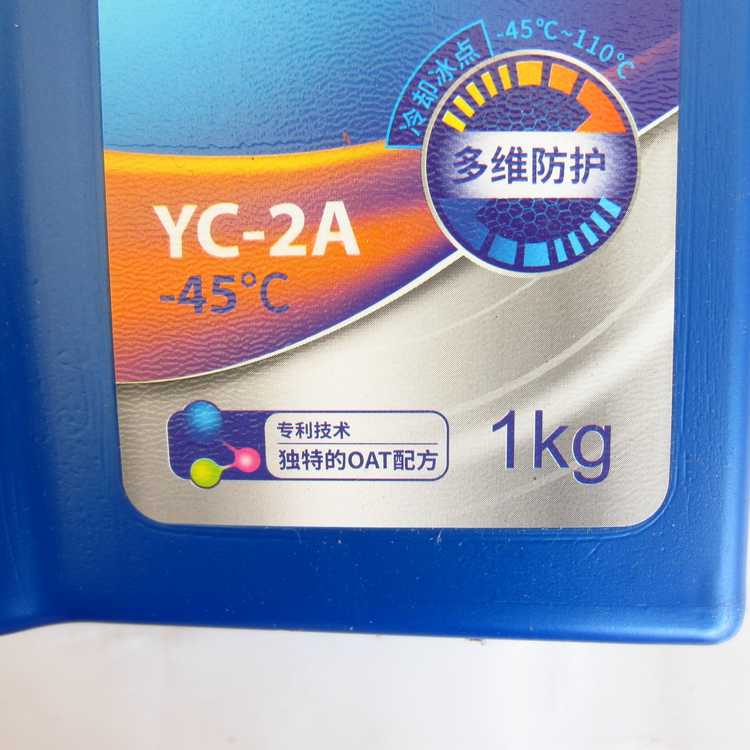 冷却冰点
-45℃~110℃
多维防护
YC-2A
-45℃
专利技术
独特的OAT配方
1kg